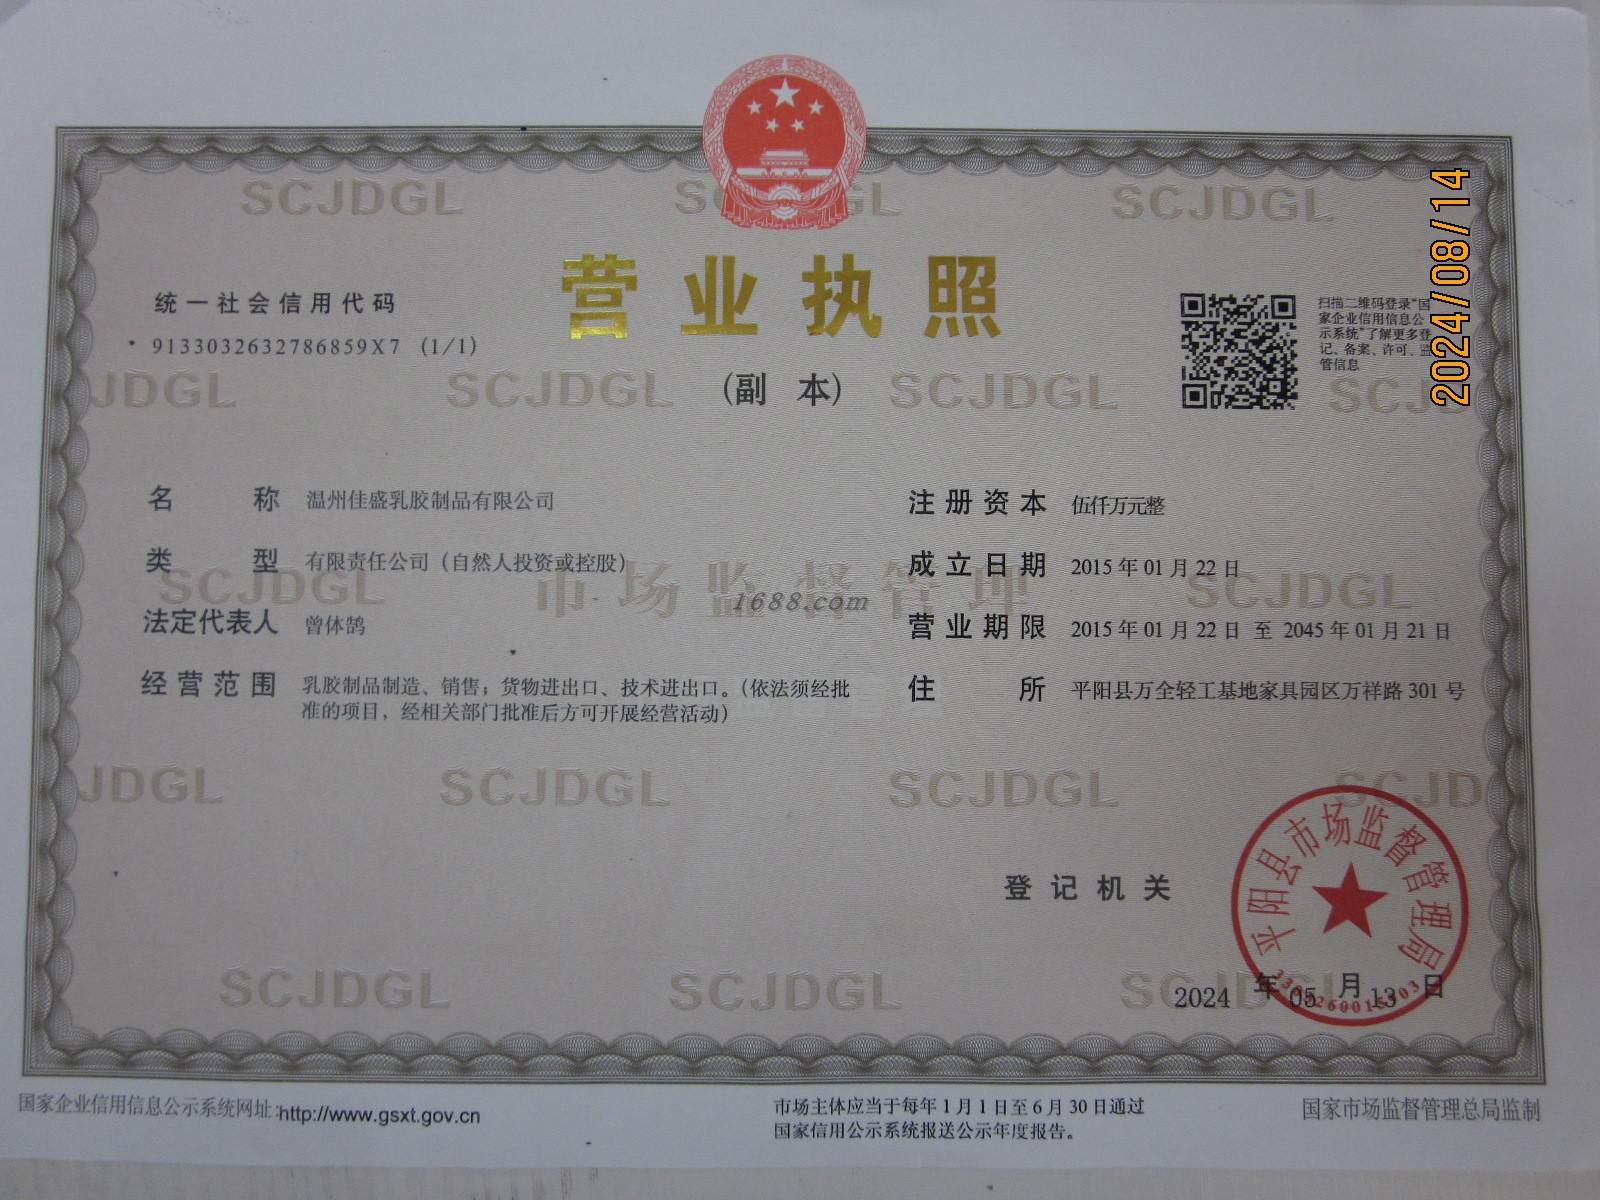 SCJDGL SCJDGL SCJDGL
营业执照
(副 本)
统一社会信用代码
9133032632786859X7 (1/1)
扫描二维码登录“国
家企业信用信息公
示系统”了解更多登
记、备案、许可、监
管信息
2024/08/14
JDGL SCJDGL SCJDGL SCJD
名称 温州佳盛乳胶制品有限公司
类型 有限责任公司（自然人投资或控股）
法定代表人 曾体鹄
经营范围 乳胶制品制造、销售；货物进出口、技术进出口。（依法须经批
准的项目，经相关部门批准后方可开展经营活动）
注册资本 伍仟万元整
成立日期 2015年01月22日
营业期限 2015年01月22日 至 2045年01月21日
住所 平阳县万全轻工基地家具园区万祥路301号
SCJDGL 市场监督管理 SCJDGL
1688.com
JDGL SCJDGL SCJDGL SCJD
登记机关
平阳县市场监督管理局
2024 年 05 月 13 日
SCJDGL SCJDGL SCJDGL
国家企业信用信息公示系统网址:http://www.gsxt.gov.cn
市场主体应当于每年1月1日至6月30日通过
国家信用公示系统报送公示年度报告。
国家市场监督管理总局监制